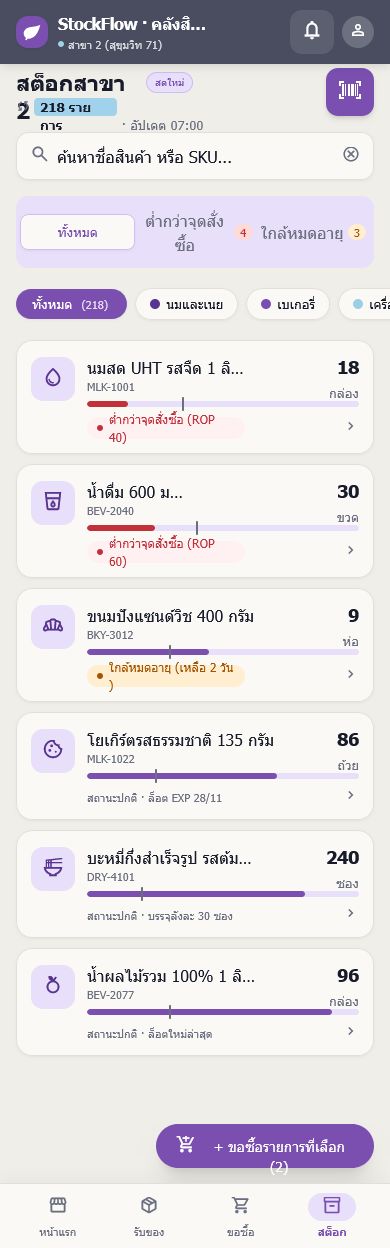 StockFlow · คลังสิ...
สาขา 2 (สุขุมวิท 71)
สต็อกสาขา
2
สดใหม่
218 ราย
การ
· อัปเดต 07:00
ค้นหาชื่อสินค้า หรือ SKU...
ทั้งหมด
ต่ำกว่าจุดสั่ง
ซื้อ
4
ใกล้หมดอายุ
3
ทั้งหมด (218)
นมและเนย
เบเกอรี่
นมสด UHT รสจืด 1 ลิ...
18
MLK-1001
กล่อง
ต่ำกว่าจุดสั่งซื้อ (ROP
40)
น้ำดื่ม 600 ม...
30
BEV-2040
ขวด
ต่ำกว่าจุดสั่งซื้อ (ROP
60)
ขนมปังแซนด์วิช 400 กรัม
9
BKY-3012
ห่อ
ใกล้หมดอายุ (เหลือ 2 วัน
)
โยเกิร์ตรสธรรมชาติ 135 กรัม
86
MLK-1022
ถ้วย
สถานะปกติ · ล็อต EXP 28/11
บะหมี่กึ่งสำเร็จรูป รสต้ม...
240
DRY-4101
ซอง
สถานะปกติ · บรรจุลังละ 30 ซอง
น้ำผลไม้รวม 100% 1 ลิ...
96
BEV-2077
กล่อง
สถานะปกติ · ล็อตใหม่ล่าสุด
+ ขอซื้อรายการที่เลือก
(2)
หน้าแรก
รับของ
ขอซื้อ
สต็อก